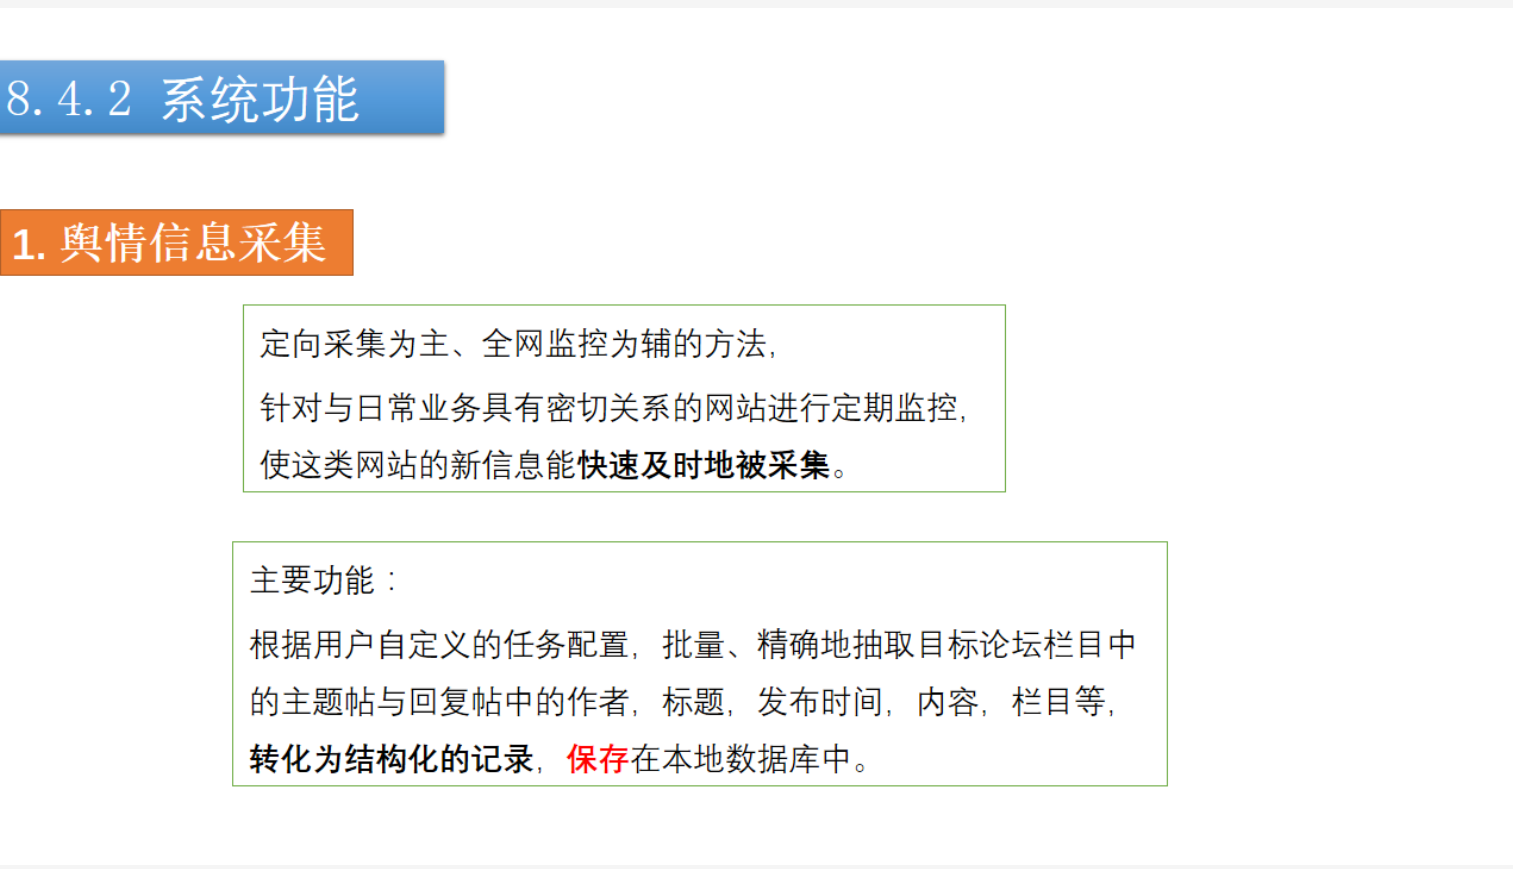 8.4.2 系统功能
1. 舆情信息采集
定向采集为主、全网监控为辅的方法,
针对与日常业务具有密切关系的网站进行定期监控,
使这类网站的新信息能快速及时地被采集。
主要功能：
根据用户自定义的任务配置, 批量、精确地抽取目标论坛栏目中
的主题帖与回复帖中的作者, 标题, 发布时间, 内容, 栏目等,
转化为结构化的记录, 保存在本地数据库中。